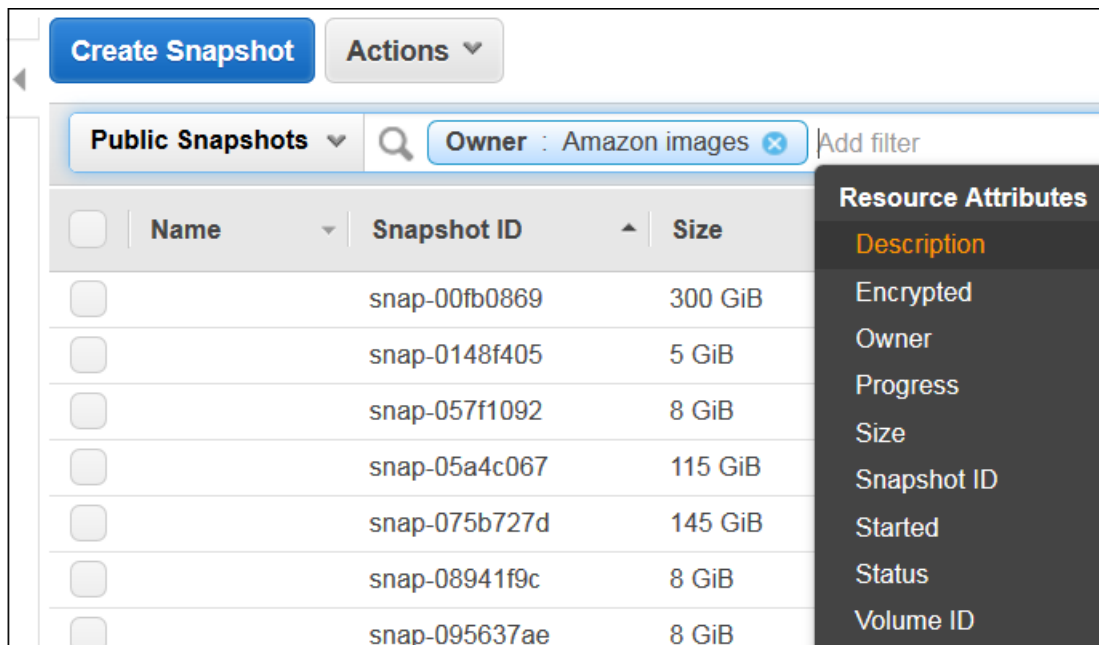 Create Snapshot Actions
Public Snapshots Owner : Amazon images Add filter
Resource Attributes
Description
Encrypted
Owner
Progress
Size
Snapshot ID
Started
Status
Volume ID
Name Snapshot ID Size
snap-00fb0869 300 GiB
snap-0148f405 5 GiB
snap-057f1092 8 GiB
snap-05a4c067 115 GiB
snap-075b727d 145 GiB
snap-08941f9c 8 GiB
snap-095637ae 8 GiB